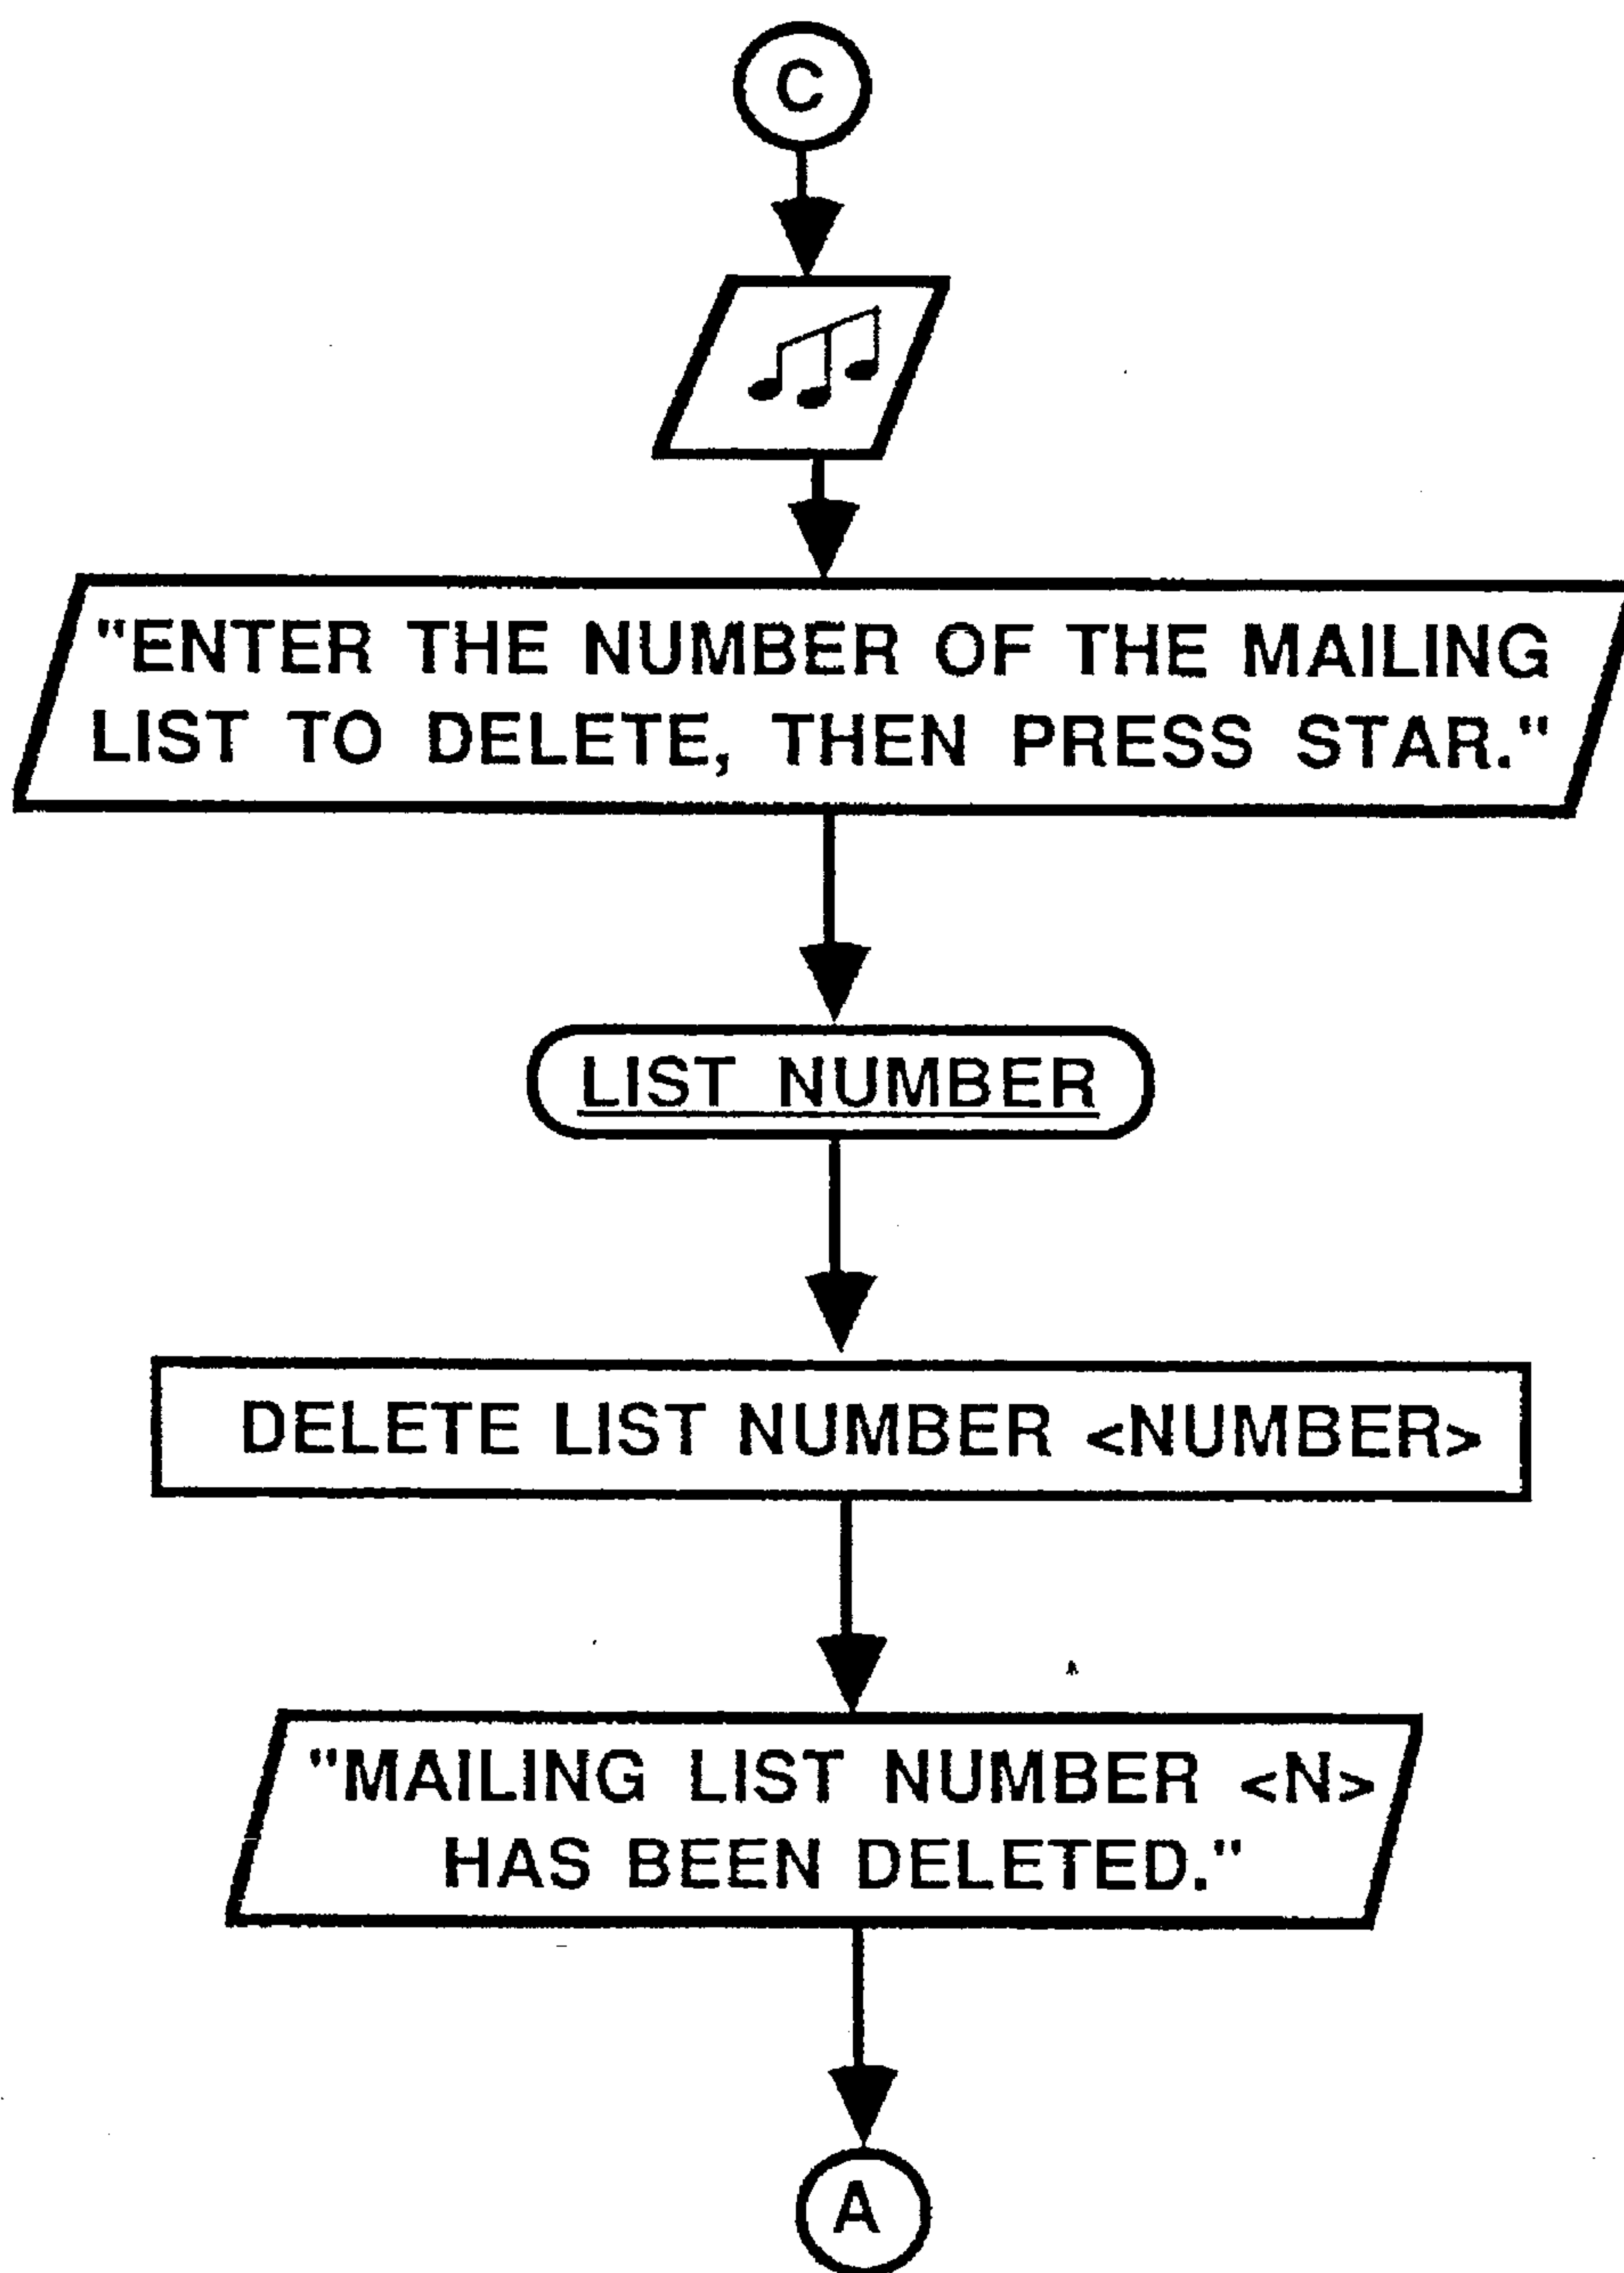 C
"ENTER THE NUMBER OF THE MAILING
LIST TO DELETE, THEN PRESS STAR."
LIST NUMBER
DELETE LIST NUMBER <NUMBER>
"MAILING LIST NUMBER <N>
HAS BEEN DELETED."
A